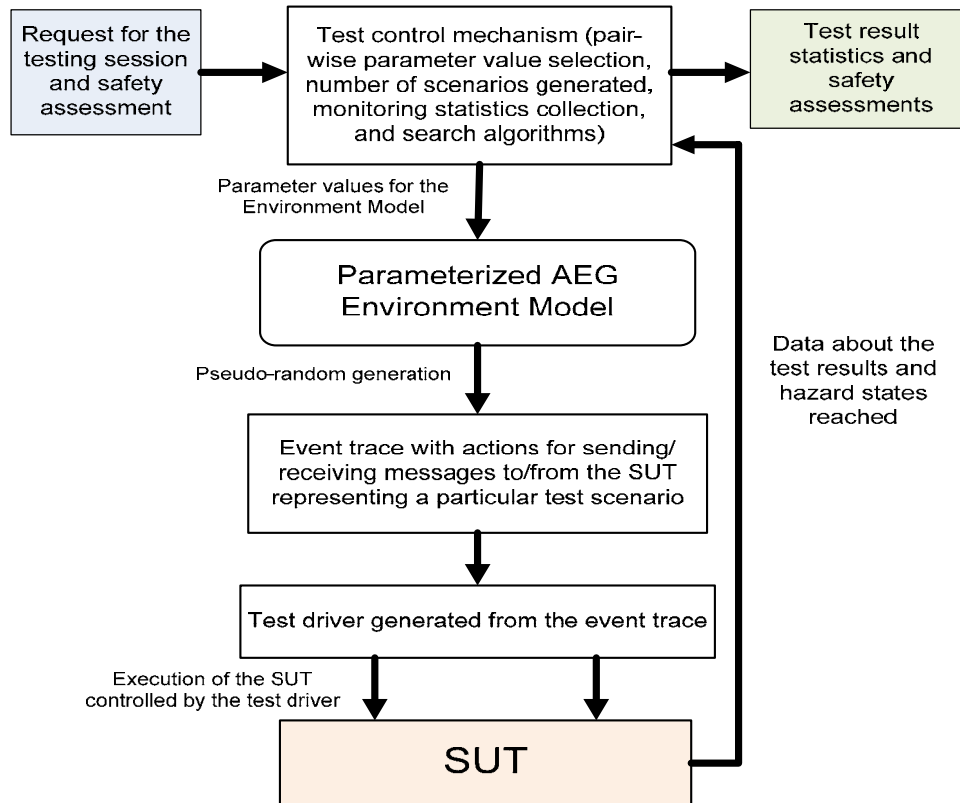 Request for the
testing session
and safety
assessment
Test control mechanism (pair-
wise parameter value selection,
number of scenarios generated,
monitoring statistics collection,
and search algorithms)
Test result
statistics and
safety
assessments
Parameter values for the
Environment Model
Parameterized AEG
Environment Model
Pseudo-random generation
Data about the
test results and
hazard states
reached
Event trace with actions for sending/
receiving messages to/from the SUT
representing a particular test scenario
Test driver generated from the event trace
Execution of the SUT
controlled by the test driver
SUT